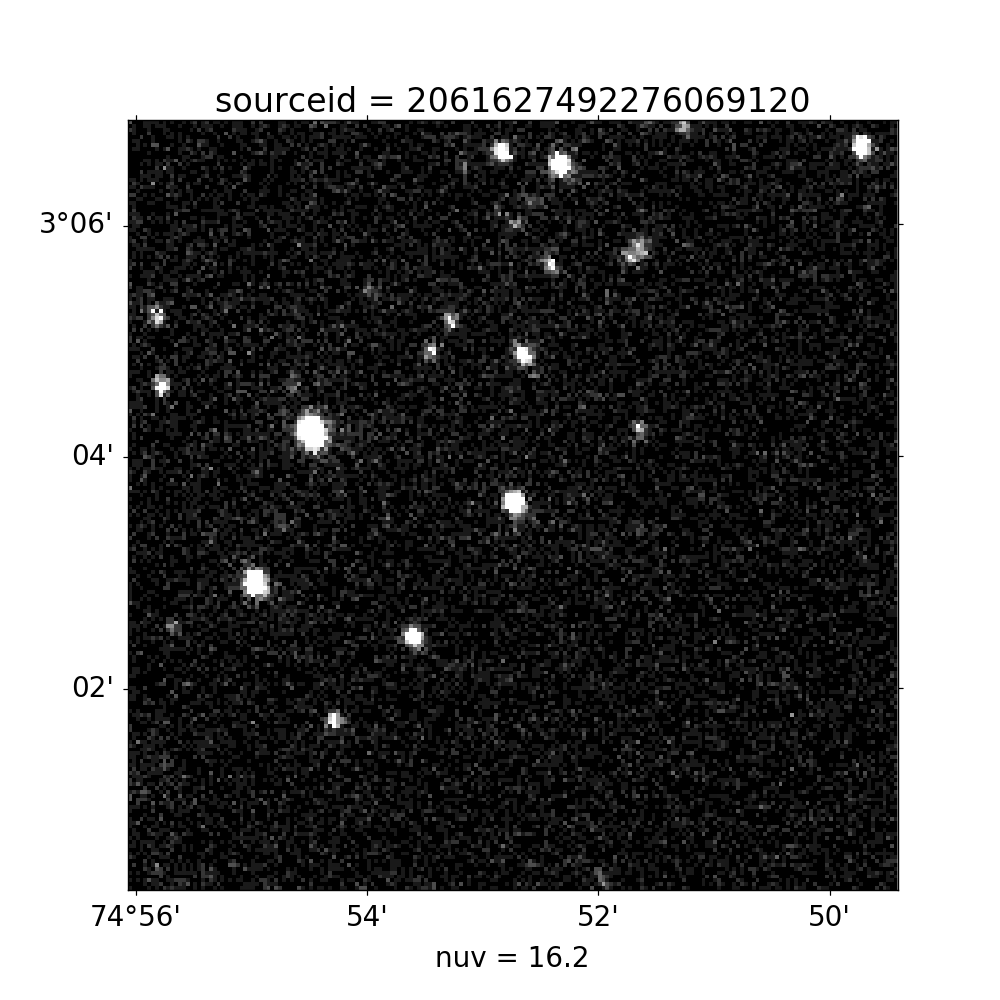 sourceid = 2061627492276069120
3°06'
04'
02'
74°56' 54' 52' 50'
nuv = 16.2